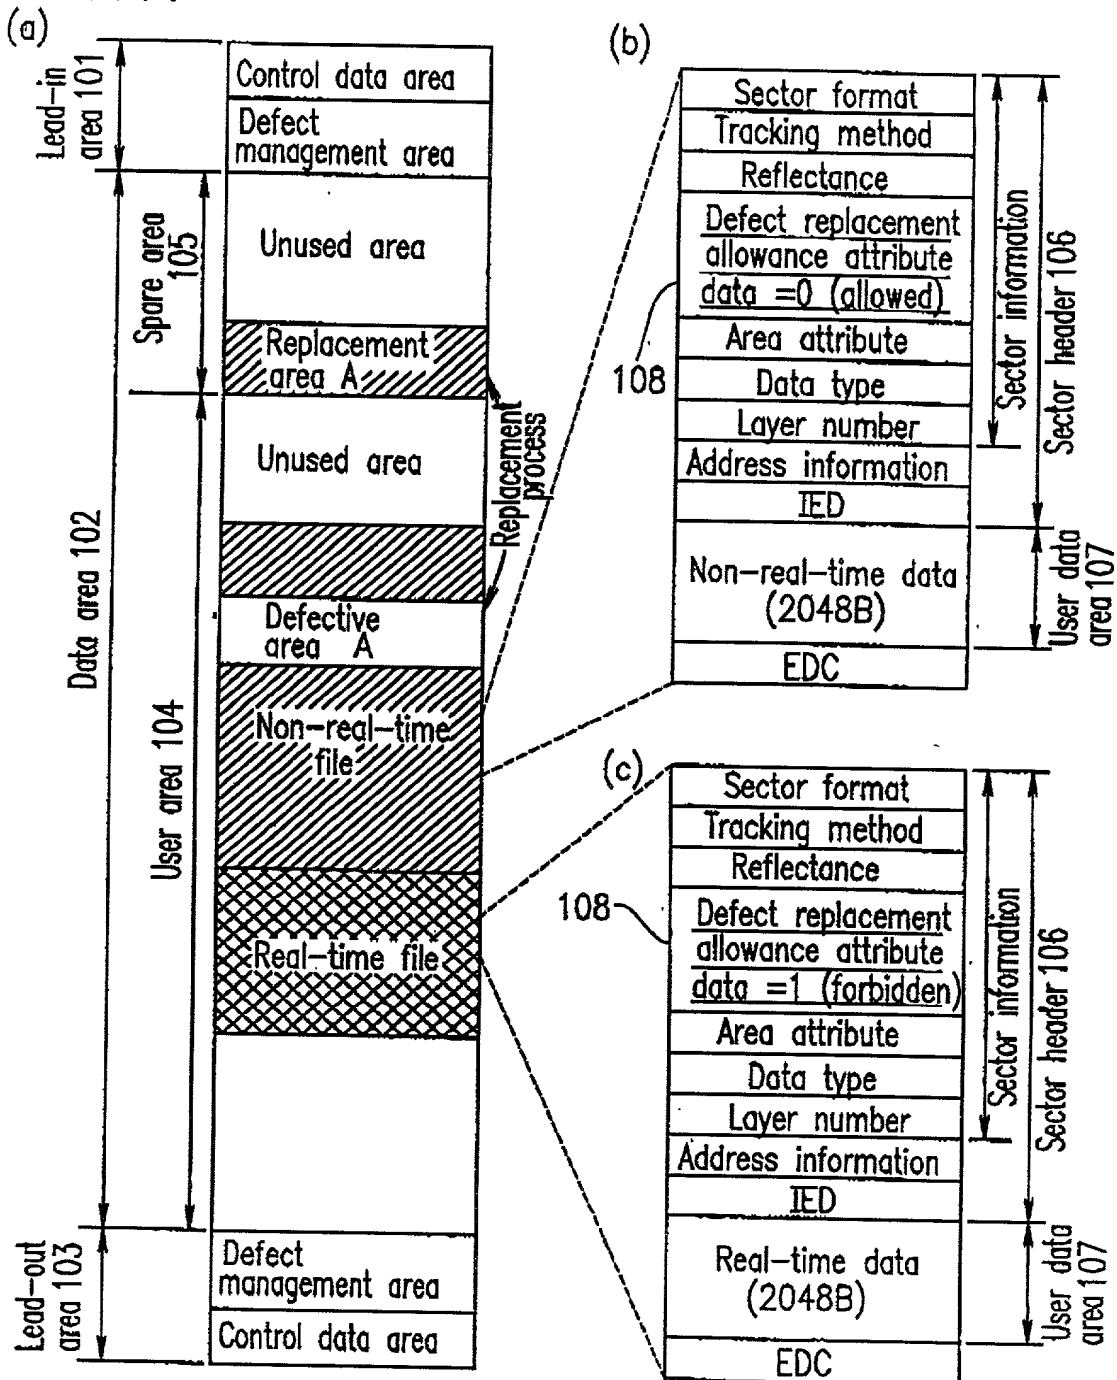 (a)
Lead-in
area 101
Control data area
Defect
management area
Data area 102
Spare area
105
Unused area
Replacement
area A
User area 104
Unused area
Replacement
process
Defective
area A
Non-real-time
file
Real-time file
Lead-out
area 103
Defect
management area
Control data area
(b)
Sector format
Tracking method
Reflectance
Defect replacement
allowance attribute
data =0 (allowed)
108
Area attribute
Data type
Layer number
Address information
IED
Non-real-time data
(2048B)
EDC
Sector information
Sector header 106
User data
area 107
(c)
Sector format
Tracking method
Reflectance
108
Defect replacement
allowance attribute
data =1 (forbidden)
Area attribute
Data type
Layer number
Address information
IED
Real-time data
(2048B)
EDC
Sector information
Sector header 106
User data
area 107